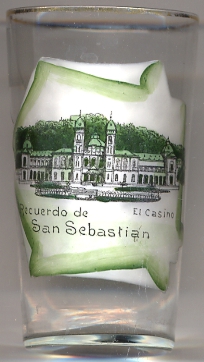 Recuerdo de El Casino
San Sebastian